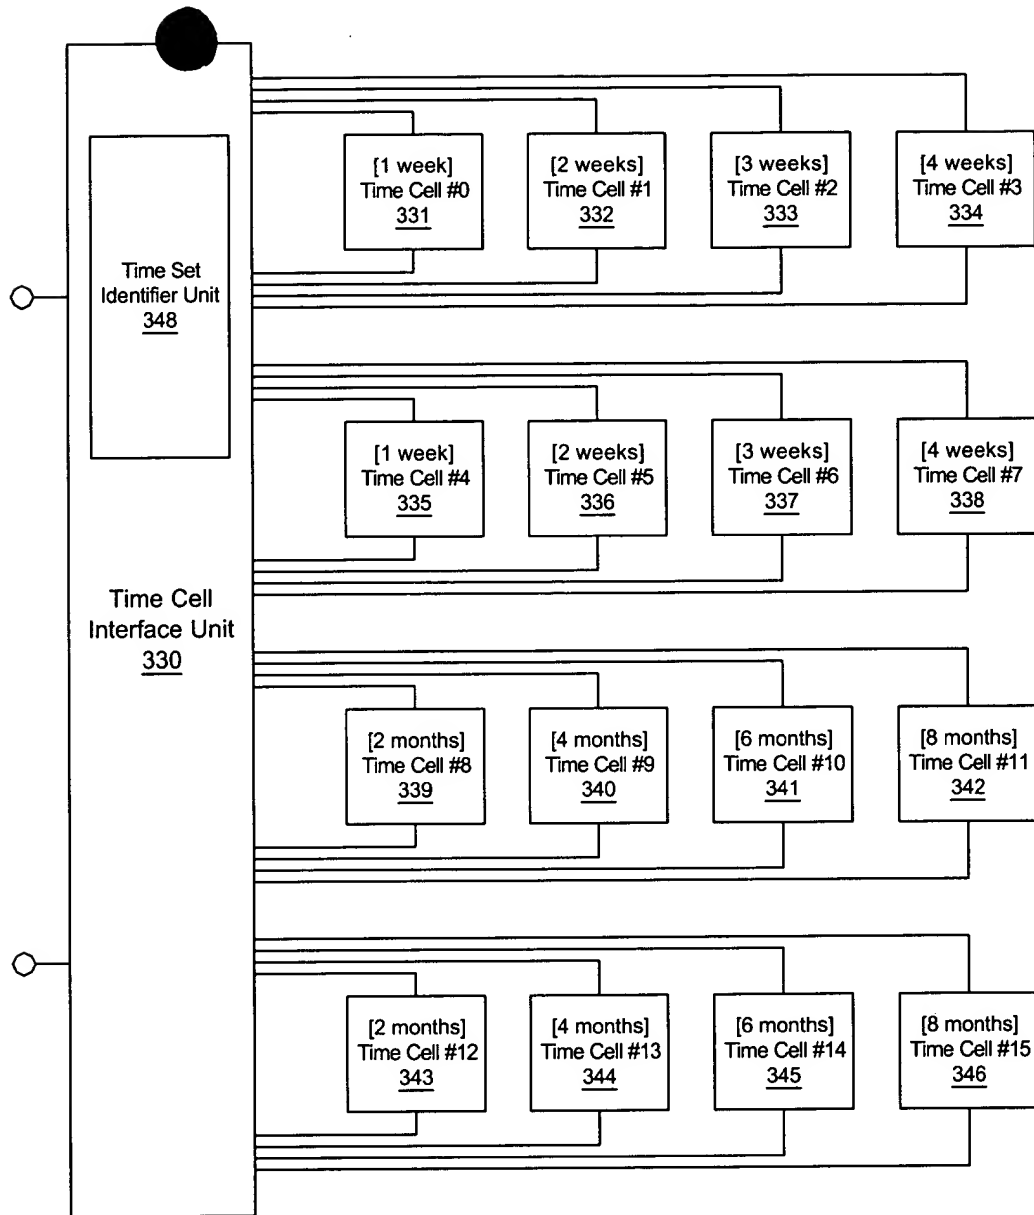 [1 week]
Time Cell #0
331
[2 weeks]
Time Cell #1
332
[3 weeks]
Time Cell #2
333
[4 weeks]
Time Cell #3
334
Time Set
Identifier Unit
348
[1 week]
Time Cell #4
335
[2 weeks]
Time Cell #5
336
[3 weeks]
Time Cell #6
337
[4 weeks]
Time Cell #7
338
Time Cell
Interface Unit
330
[2 months]
Time Cell #8
339
[4 months]
Time Cell #9
340
[6 months]
Time Cell #10
341
[8 months]
Time Cell #11
342
[2 months]
Time Cell #12
343
[4 months]
Time Cell #13
344
[6 months]
Time Cell #14
345
[8 months]
Time Cell #15
346